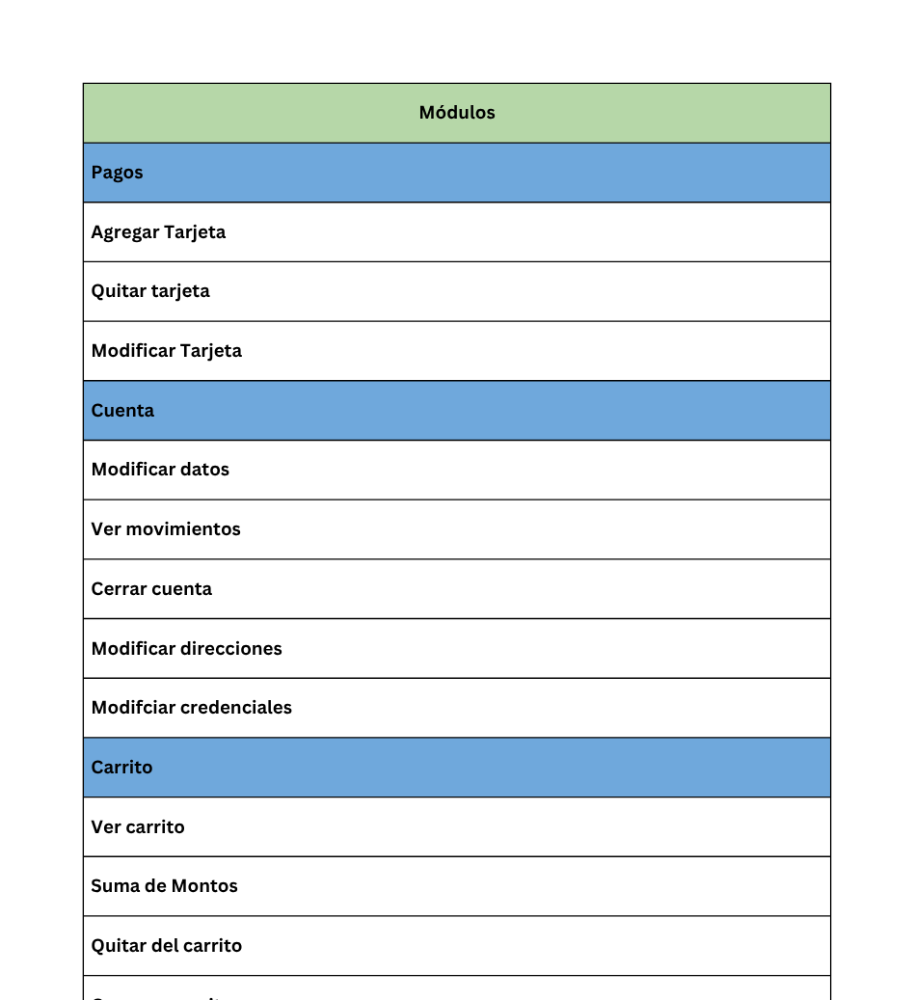 Módulos
Pagos
Agregar Tarjeta
Quitar tarjeta
Modificar Tarjeta
Cuenta
Modificar datos
Ver movimientos
Cerrar cuenta
Modificar direcciones
Modifciar credenciales
Carrito
Ver carrito
Suma de Montos
Quitar del carrito